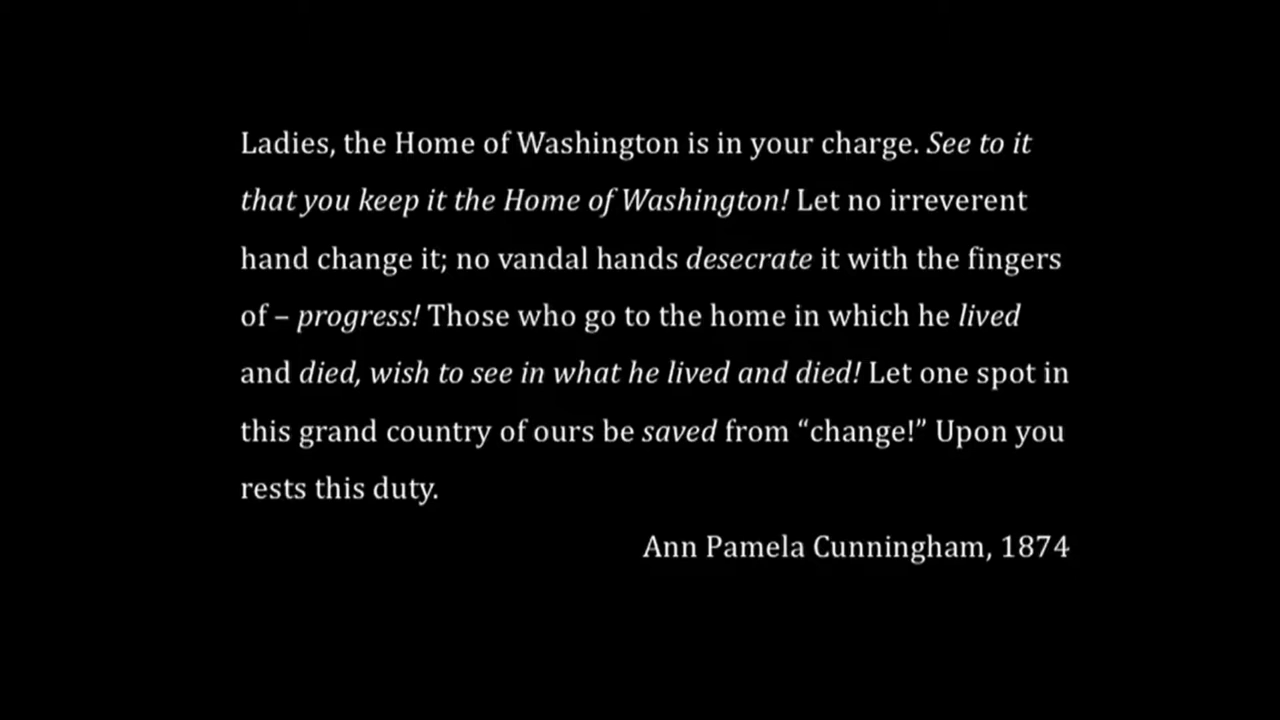 Ladies, the Home of Washington is in your charge. See to it
that you keep it the Home of Washington! Let no irreverent
hand change it; no vandal hands desecrate it with the fingers
of – progress! Those who go to the home in which he lived
and died, wish to see in what he lived and died! Let one spot in
this grand country of ours be saved from “change!” Upon you
rests this duty.
Ann Pamela Cunningham, 1874